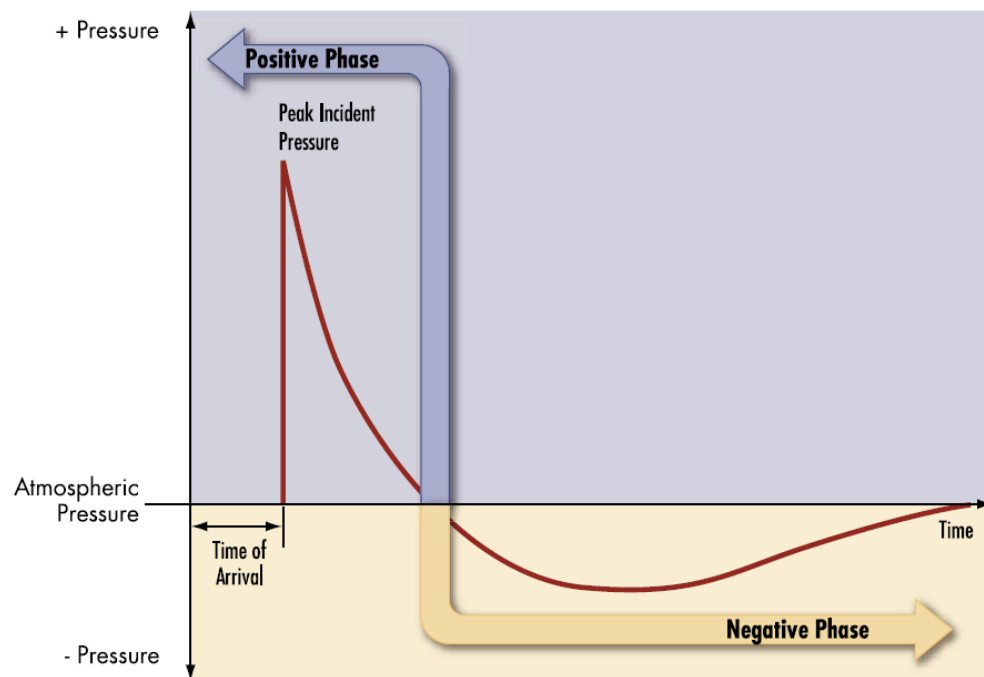 + Pressure
Positive Phase
Peak Incident
Pressure
Atmospheric
Pressure
Time of
Arrival
Time
Negative Phase
- Pressure